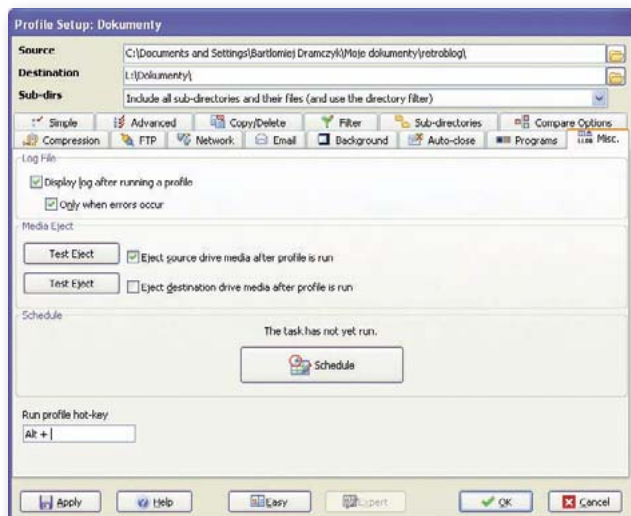 Profile Setup: Dokumenty
Source C:\Documents and Settings\Bartlomiej Dramczyk\Moje dokumenty\retroblog\
Destination L:\Dokumenty\
Sub-dirs Include all sub-directories and their files (and use the directory filter)
Simple Advanced Copy/Delete Filter Sub-directories Compare Options
Compression FTP Network Email Background Auto-close Programs Misc.
Log File
Display log after running a profile
Only when errors occur
Media Eject
Test Eject Eject source drive media after profile is run
Test Eject Eject destination drive media after profile is run
Schedule
The task has not yet run.
Schedule
Run profile hot-key
Alt +
Apply Help Easy Expert OK Cancel